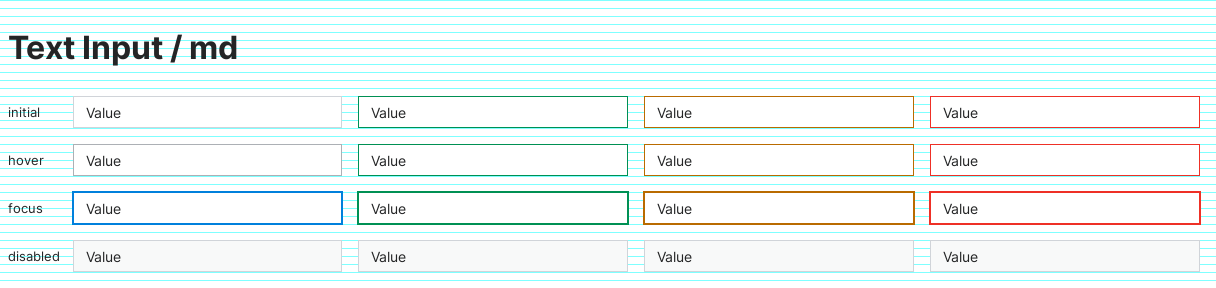 Text Input / md
initial Value Value Value Value
hover Value Value Value Value
focus Value Value Value Value
disabled Value Value Value Value